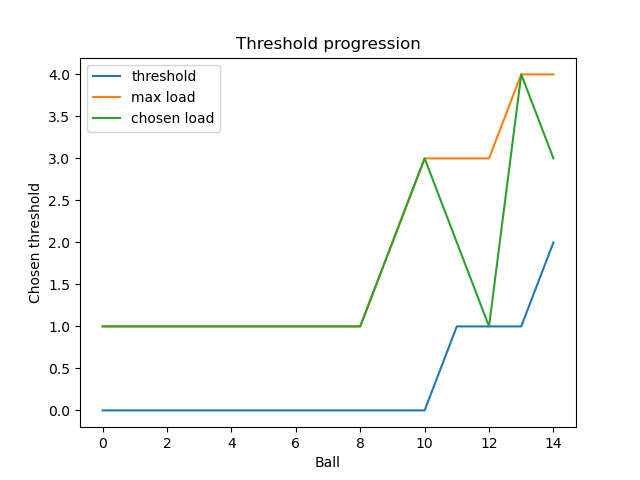 Threshold progression
threshold
max load
chosen load
Chosen threshold
4.0
3.5
3.0
2.5
2.0
1.5
1.0
0.5
0.0
0 2 4 6 8 10 12 14
Ball